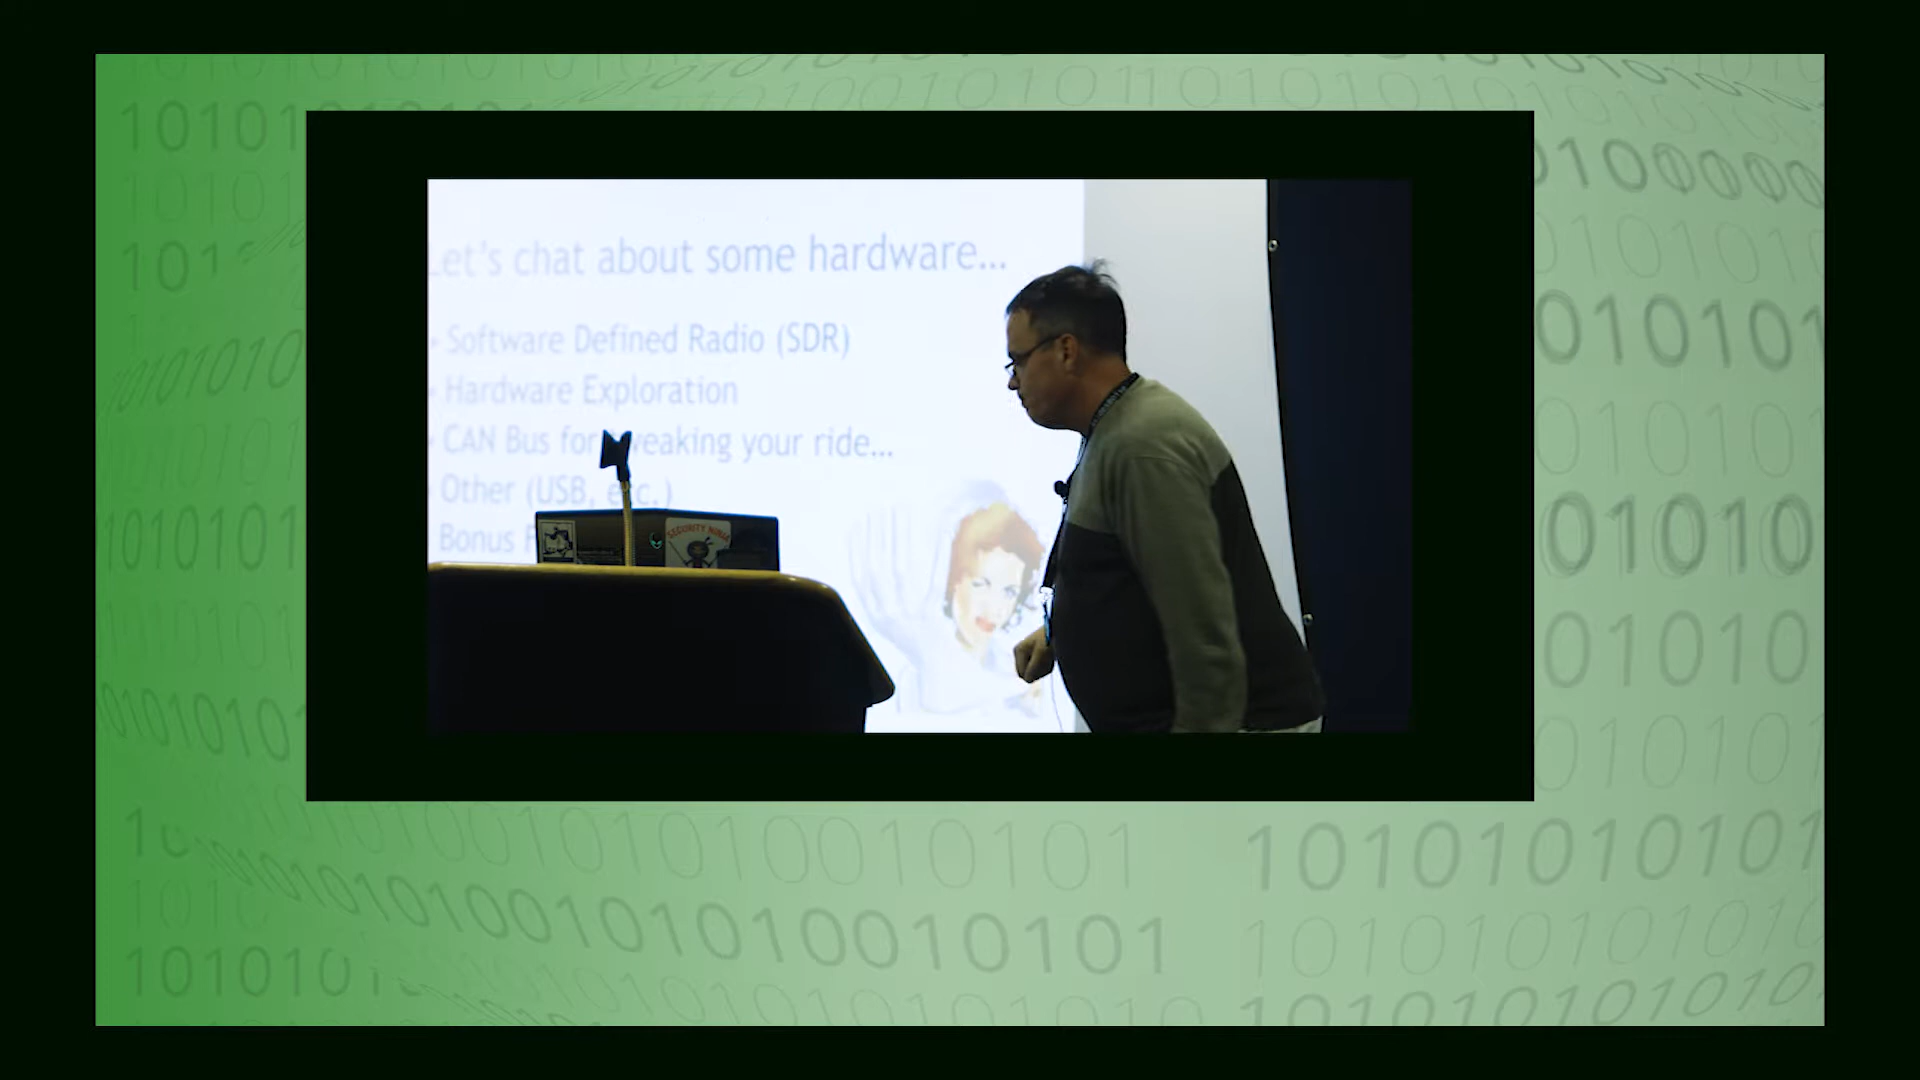 Let's chat about some hardware...
• Software Defined Radio (SDR)
• Hardware Exploration
• CAN Bus for tweaking your ride...
• Other (USB, etc.)
Bonus
SECURITY NINJA